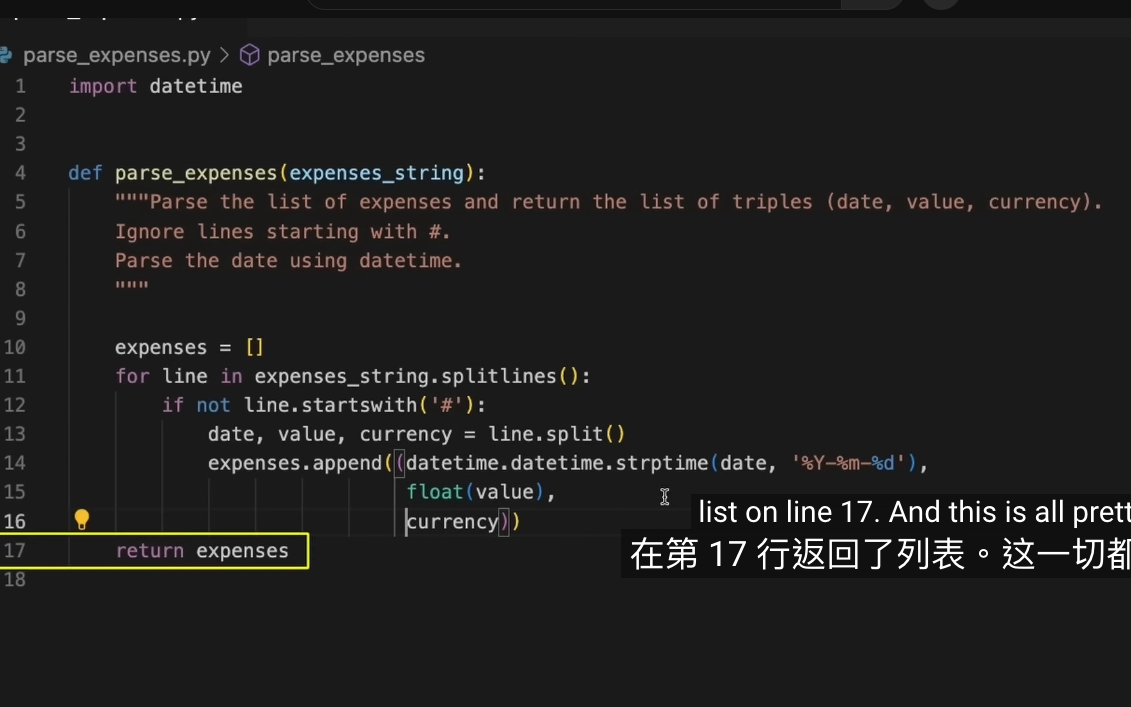 parse_expenses.py > parse_expenses
1 import datetime
2
3
4 def parse_expenses(expenses_string):
5 """Parse the list of expenses and return the list of triples (date, value, currency).
6 Ignore lines starting with #.
7 Parse the date using datetime.
8 """
9
10 expenses = []
11 for line in expenses_string.splitlines():
12 if not line.startswith('#'):
13 date, value, currency = line.split()
14 expenses.append((datetime.datetime.strptime(date, '%Y-%m-%d'),
15 float(value),
16 currency))
17 return expenses
18
list on line 17. And this is all prett
在第 17 行返回了列表。这一切都